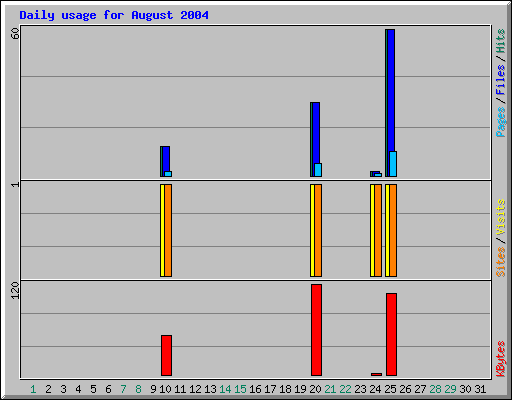 Daily usage for August 2004
60
Pages/Files/Hits
1
Sites/Visits
120
KBytes
1 2 3 4 5 6 7 8 9 10 11 12 13 14 15 16 17 18 19 20 21 22 23 24 25 26 27 28 29 30 31